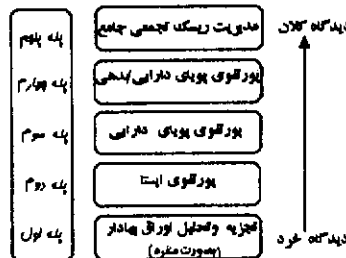 دیدگاه کلان
مدیریت ریسک تجمعی جامع
پله پنجم
پورتفوی پویای دارایی/بدهی
پله چهارم
پورتفوی پویای دارایی
پله سوم
پورتفوی ایستا
پله دوم
دیدگاه خرد
تجزیه وتحلیل اوراق بهادار
(بصورت منفرد)
پله اول